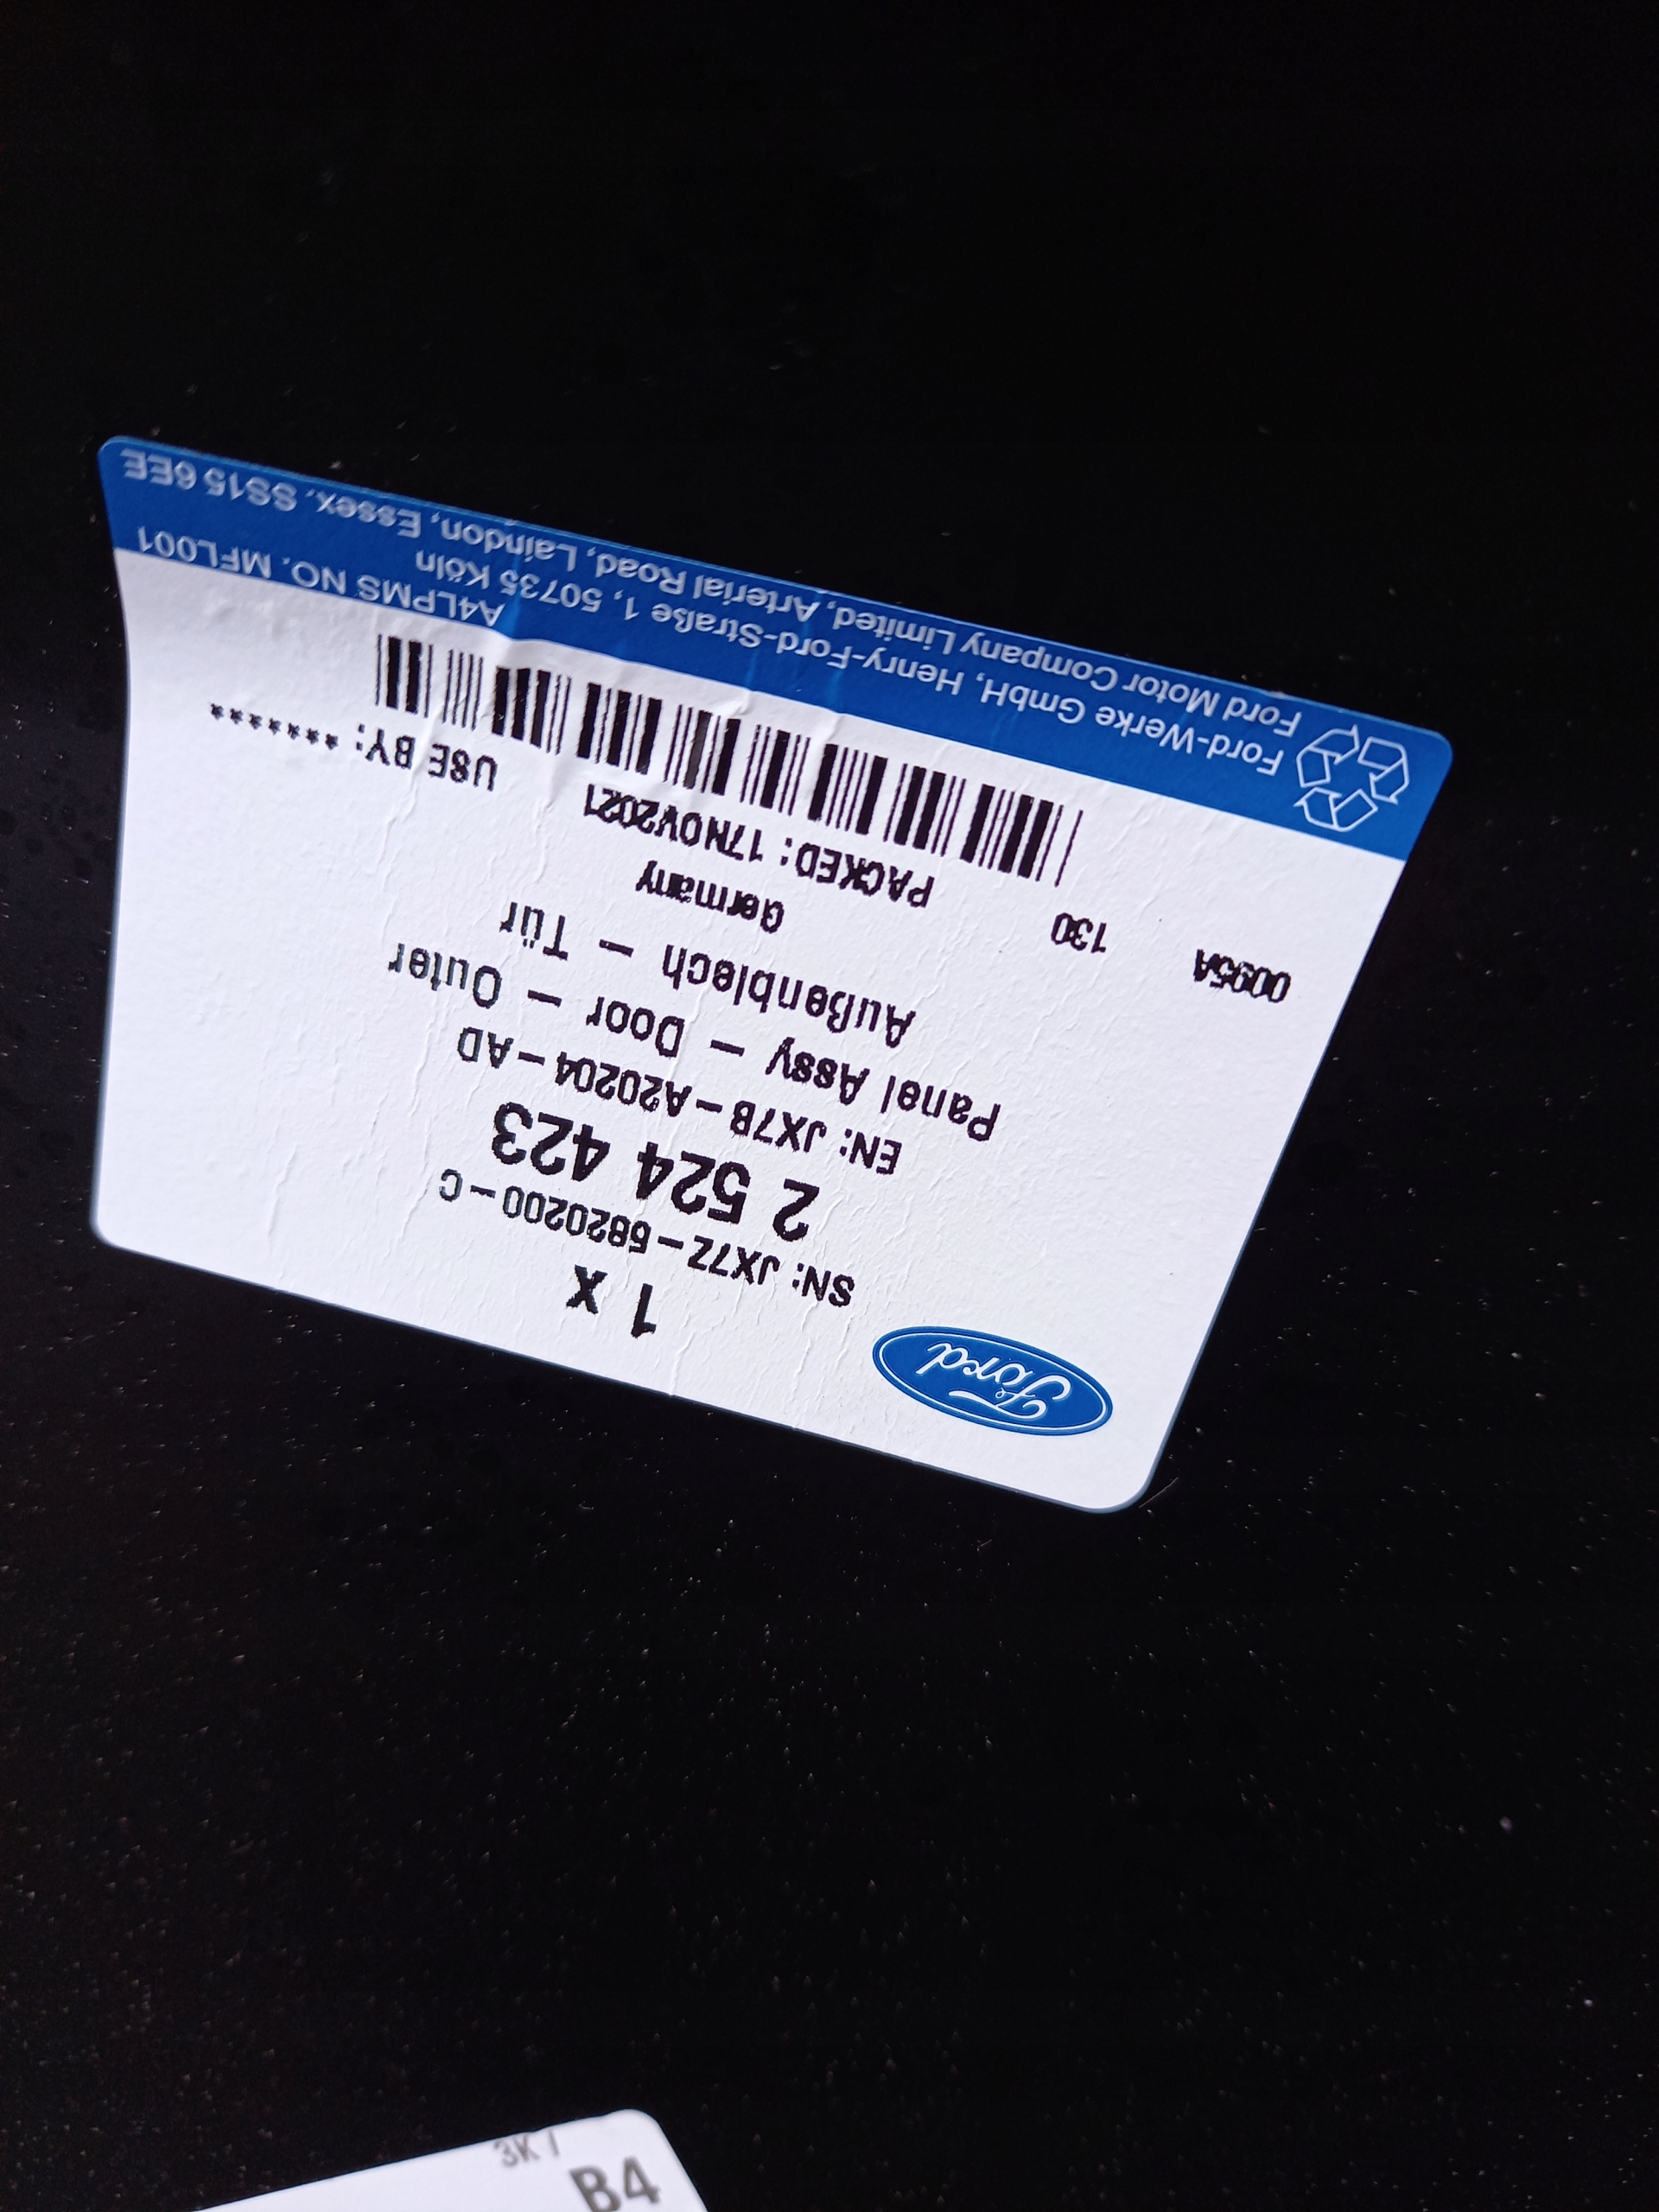 Ford
1 x
SN: JX7Z-5820200-C
2 524 423
EN: JX7B-A20204-AD
Panel Assy - Door - Outer
Außenblech - Tür
Germany
0095A 130 PACKED: 17NOV2021 USE BY: *******
A4LPMS NO. MFL001
Ford-Werke GmbH, Henry-Ford-Straße 1, 50735 Köln
Ford Motor Company Limited, Arterial Road, Laindon, Essex, SS15 6EE
B4